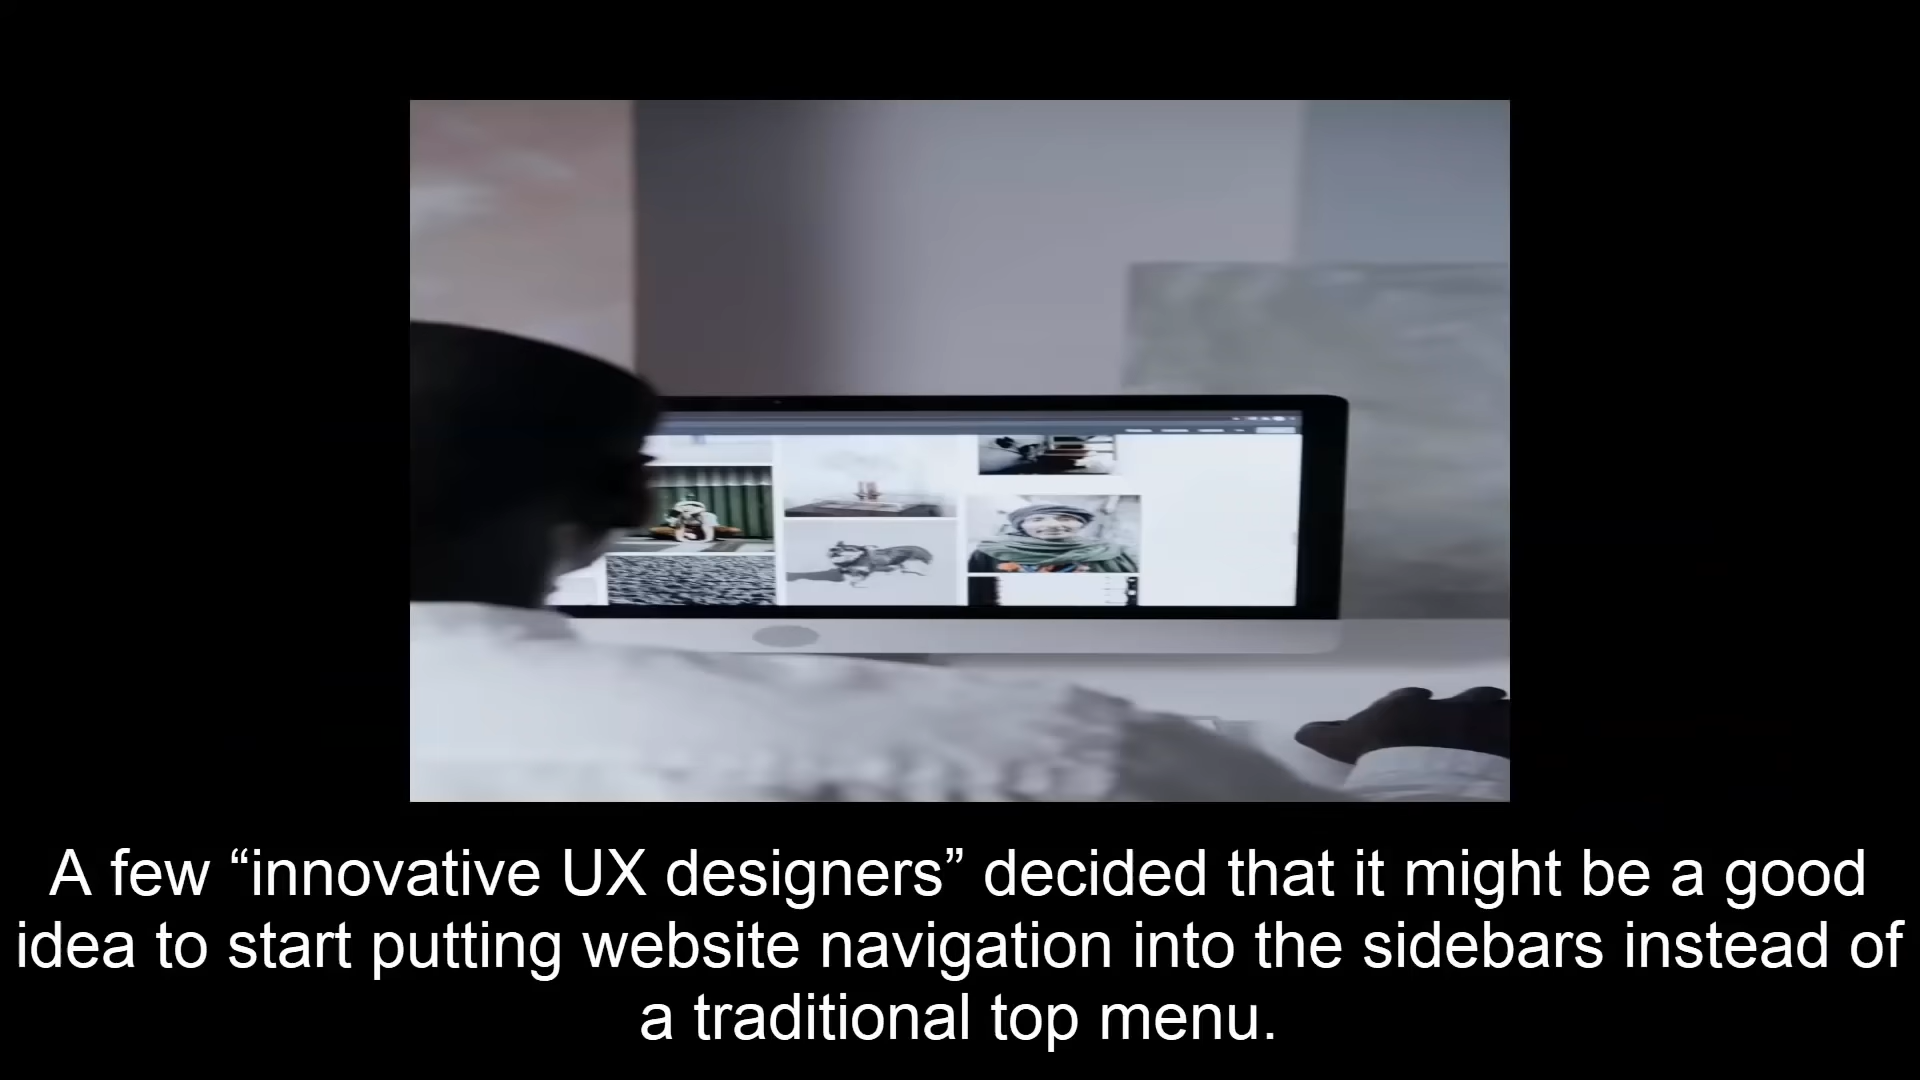 A few “innovative UX designers” decided that it might be a good
idea to start putting website navigation into the sidebars instead of
a traditional top menu.